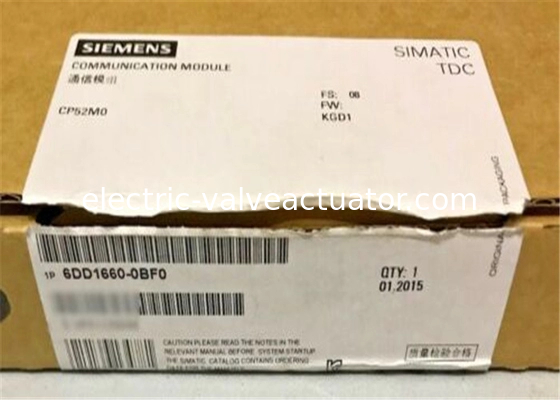 SIEMENS
SIMATIC
TDC
COMMUNICATION MODULE
通信模组
CP52M0
FS: 06
FW:
KGD1
electric-valveactuator.com
ORIGINAL PACKAGING
1P 6DD1660-0BF0
QTY: 1
01.2015
CAUTION PLEASE READ THE NOTES IN THE
RELEVANT MANUAL BEFORE SYSTEM STARTUP
THE SIMATIC CATALOG CONTAINS ORDERING
质量检验合格